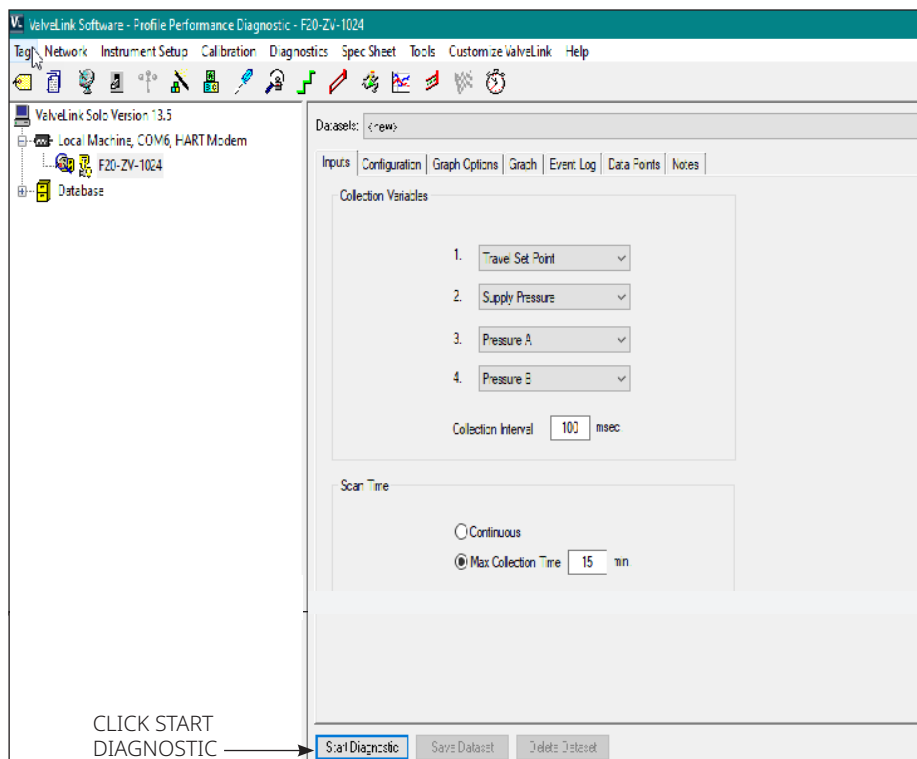 ValveLink Software - Profile Performance Diagnostic - F20-ZV-1024
Tag Network Instrument Setup Calibration Diagnostics Spec Sheet Tools Customize ValveLink Help
ValveLink Solo Version 13.5
Local Machine, COM6, HART Modem
F20-ZV-1024
Database
Datasets: <new>
Inputs Configuration Graph Options Graph Event Log Data Points Notes
Collection Variables
1. Travel Set Point
2. Supply Pressure
3. Pressure A
4. Pressure B
Collection Interval 100 msec
Scan Time
Continuous
Max Collection Time 15 min.
CLICK START
DIAGNOSTIC
Start Diagnostic Save Dataset Delete Dataset